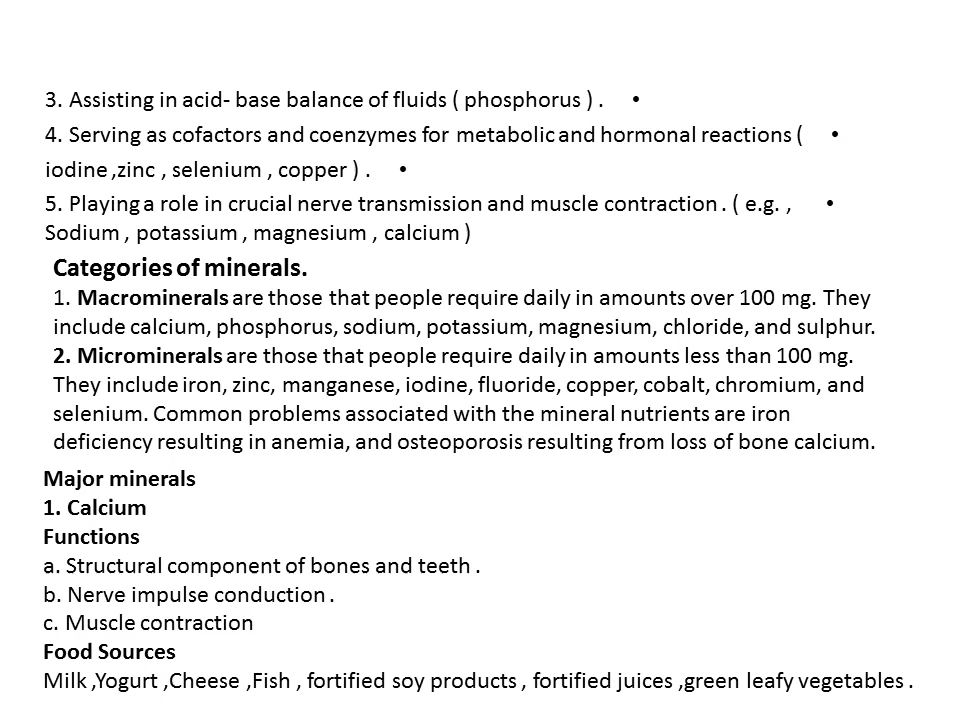 3. Assisting in acid- base balance of fluids ( phosphorus ) . •
4. Serving as cofactors and coenzymes for metabolic and hormonal reactions ( •
iodine ,zinc , selenium , copper ) . •
5. Playing a role in crucial nerve transmission and muscle contraction . ( e.g. , •
Sodium , potassium , magnesium , calcium )
Categories of minerals.
1. Macrominerals are those that people require daily in amounts over 100 mg. They
include calcium, phosphorus, sodium, potassium, magnesium, chloride, and sulphur.
2. Microminerals are those that people require daily in amounts less than 100 mg.
They include iron, zinc, manganese, iodine, fluoride, copper, cobalt, chromium, and
selenium. Common problems associated with the mineral nutrients are iron
deficiency resulting in anemia, and osteoporosis resulting from loss of bone calcium.
Major minerals
1. Calcium
Functions
a. Structural component of bones and teeth .
b. Nerve impulse conduction .
c. Muscle contraction
Food Sources
Milk ,Yogurt ,Cheese ,Fish , fortified soy products , fortified juices ,green leafy vegetables .